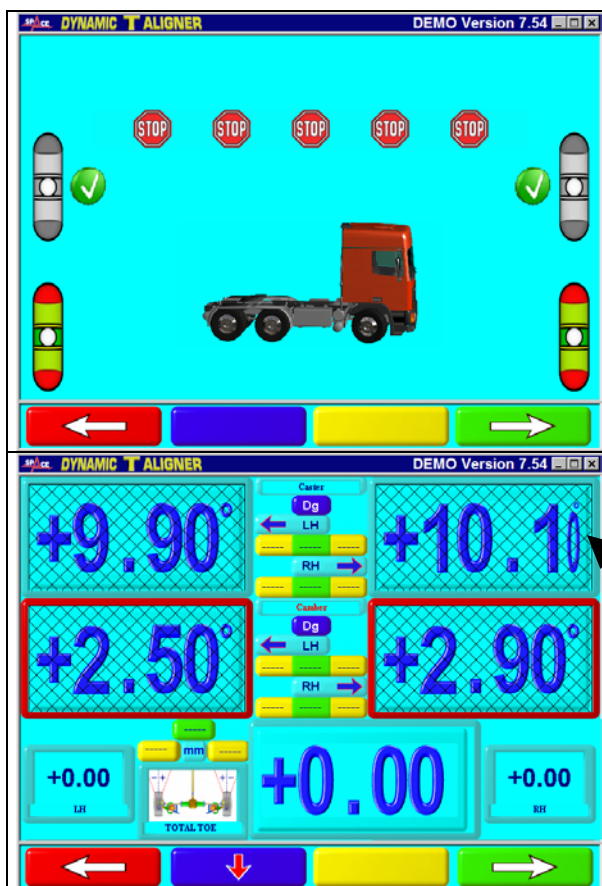 SPACE DYNAMIC T ALIGNER DEMO Version 7.54
STOP STOP STOP STOP STOP
SPACE DYNAMIC T ALIGNER DEMO Version 7.54
Caster
Dg
LH
+9.90° +10.10°
----- ----- -----
RH
----- ----- -----
Camber
Dg
LH
+2.50° +2.90°
----- ----- -----
RH
----- ----- -----
-----
----- mm -----
+0.00 +0.00 +0.00
- + + -
LH RH
TOTAL TOE